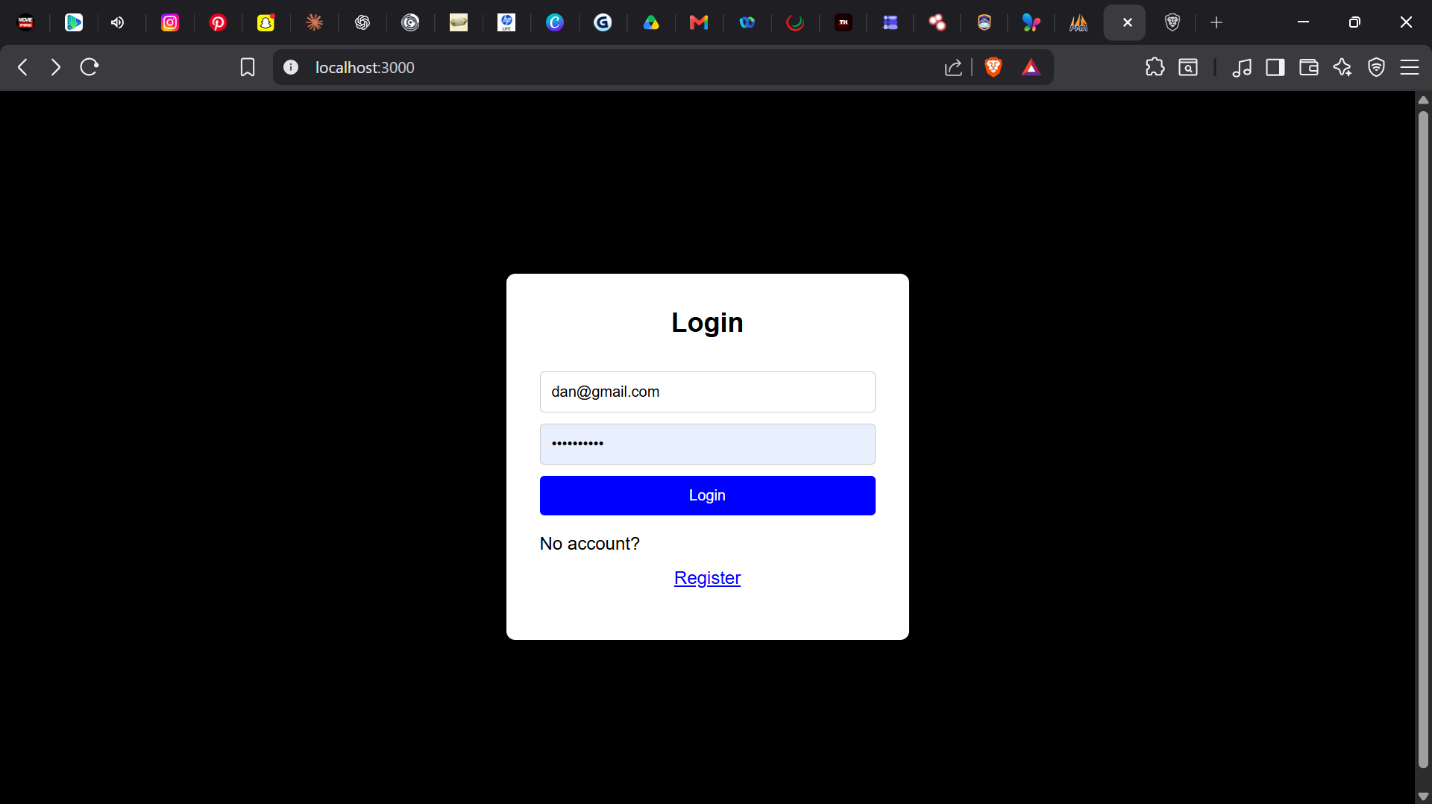 localhost:3000
Login
dan@gmail.com
••••••••••
Login
No account?
Register